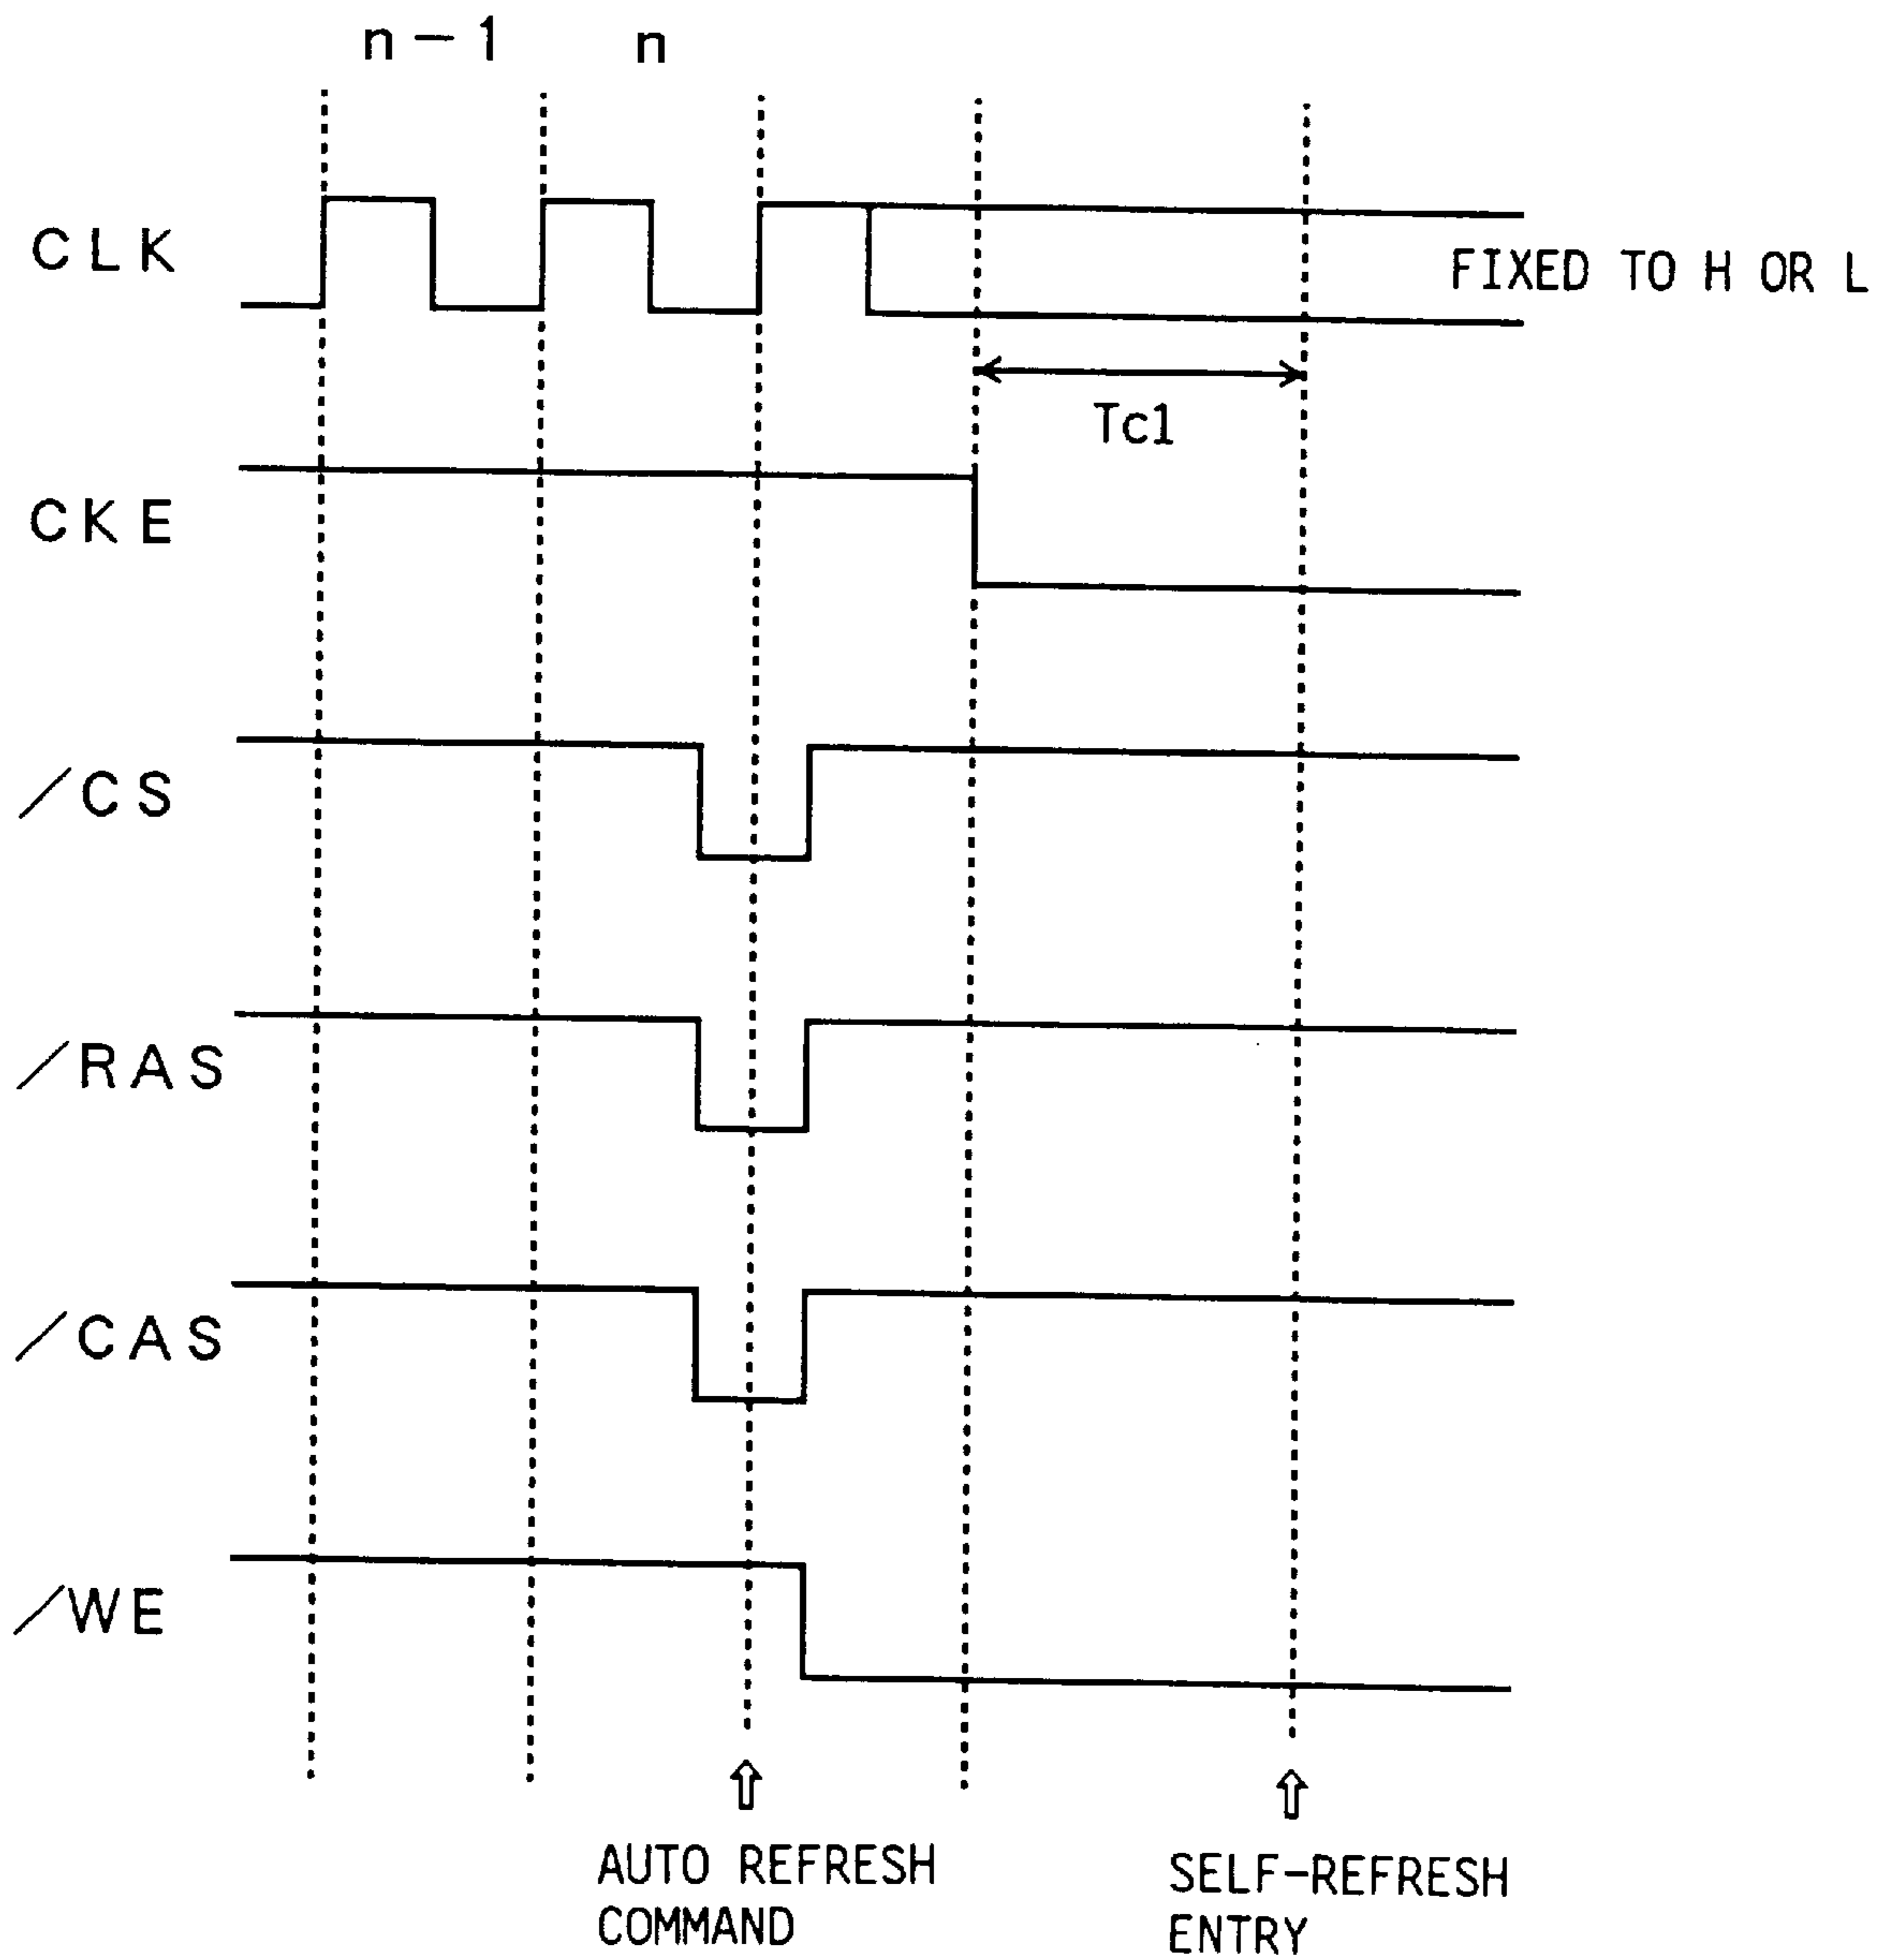 n-1 n
CLK
FIXED TO H OR L
Tc1
CKE
/CS
/RAS
/CAS
/WE
AUTO REFRESH
COMMAND
SELF-REFRESH
ENTRY